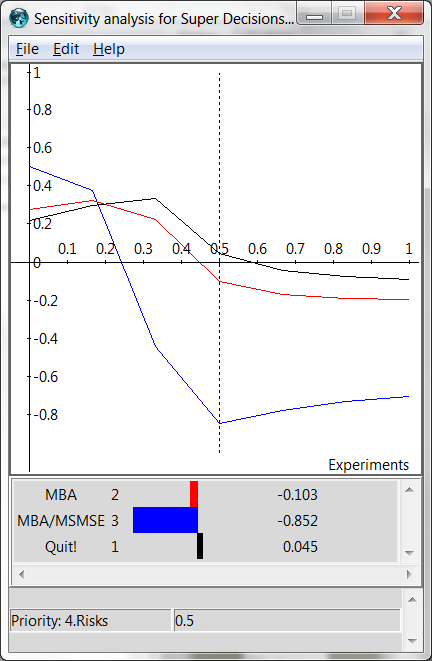 Sensitivity analysis for Super Decisions...
File Edit Help
1
0.8
0.6
0.4
0.2
0.1 0.2 0.3 0.4 0.5 0.6 0.7 0.8 0.9 1
0
-0.2
-0.4
-0.6
-0.8
Experiments
MBA 2 -0.103
MBA/MSMSE 3 -0.852
Quit! 1 0.045
Priority: 4.Risks 0.5